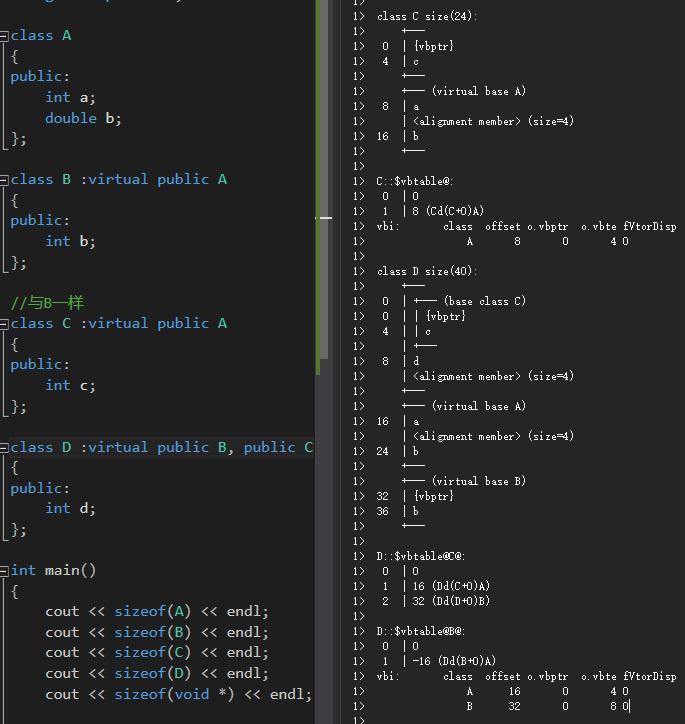 class A
{
public:
int a;
double b;
};
class B :virtual public A
{
public:
int b;
};
//与B一样
class C :virtual public A
{
public:
int c;
};
class D :virtual public B, public C
{
public:
int d;
};
int main()
{
cout << sizeof(A) << endl;
cout << sizeof(B) << endl;
cout << sizeof(C) << endl;
cout << sizeof(D) << endl;
cout << sizeof(void *) << endl;
1>
1> class C size(24):
1> +---
1> 0 | {vbptr}
1> 4 | c
1> +---
1> +--- (virtual base A)
1> 8 | a
1> | <alignment member> (size=4)
1> 16 | b
1> +---
1>
1> C::$vbtable@:
1> 0 | 0
1> 1 | 8 (Cd(C+0)A)
1> vbi: class offset o.vbptr o.vbte fVtorDisp
1> A 8 0 4 0
1>
1> class D size(40):
1> +---
1> 0 | +--- (base class C)
1> 0 | | {vbptr}
1> 4 | | c
1> | +---
1> 8 | d
1> | <alignment member> (size=4)
1> +---
1> +--- (virtual base A)
1> 16 | a
1> | <alignment member> (size=4)
1> 24 | b
1> +---
1> +--- (virtual base B)
1> 32 | {vbptr}
1> 36 | b
1> +---
1>
1> D::$vbtable@C@:
1> 0 | 0
1> 1 | 16 (Dd(C+0)A)
1> 2 | 32 (Dd(D+0)B)
1>
1> D::$vbtable@B@:
1> 0 | 0
1> 1 | -16 (Dd(B+0)A)
1> vbi: class offset o.vbptr o.vbte fVtorDisp
1> A 16 0 4 0
1> B 32 0 8 0
1>